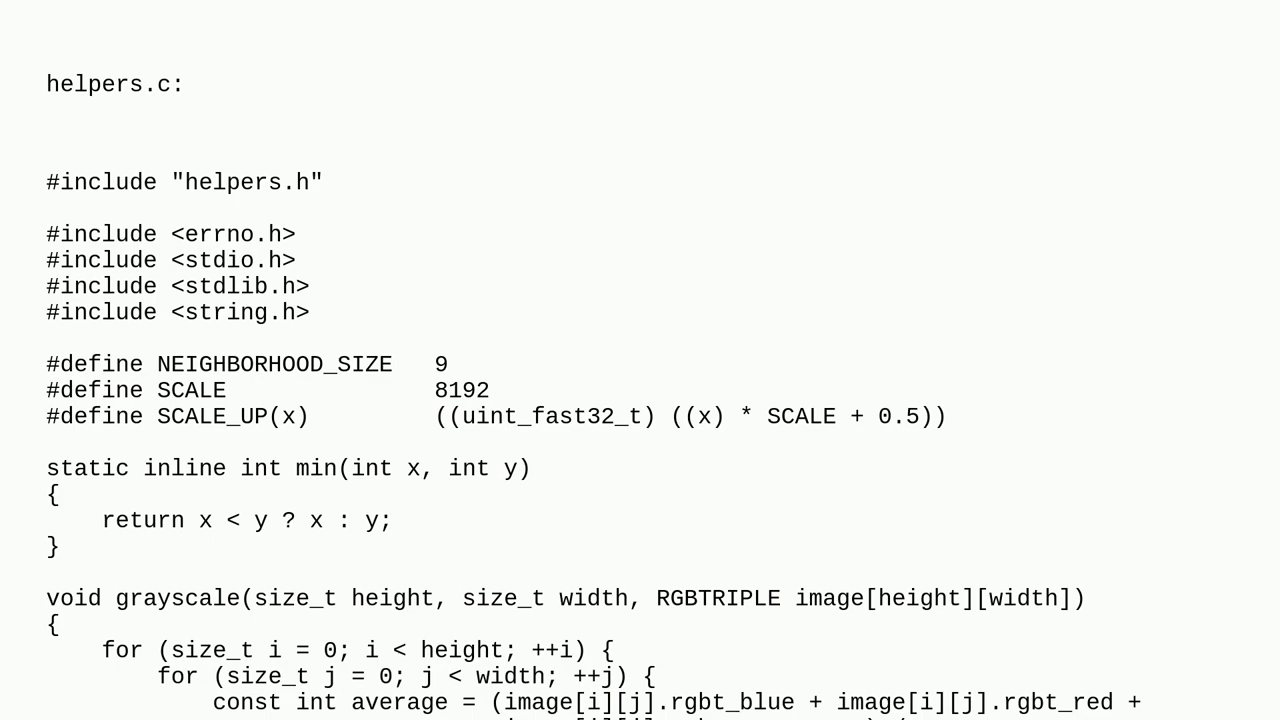 helpers.c:
#include "helpers.h"
#include <errno.h>
#include <stdio.h>
#include <stdlib.h>
#include <string.h>
#define NEIGHBORHOOD_SIZE   9
#define SCALE               8192
#define SCALE_UP(x)         ((uint_fast32_t) ((x) * SCALE + 0.5))
static inline int min(int x, int y)
{
    return x < y ? x : y;
}
void grayscale(size_t height, size_t width, RGBTRIPLE image[height][width])
{
    for (size_t i = 0; i < height; ++i) {
        for (size_t j = 0; j < width; ++j) {
            const int average = (image[i][j].rgbt_blue + image[i][j].rgbt_red +